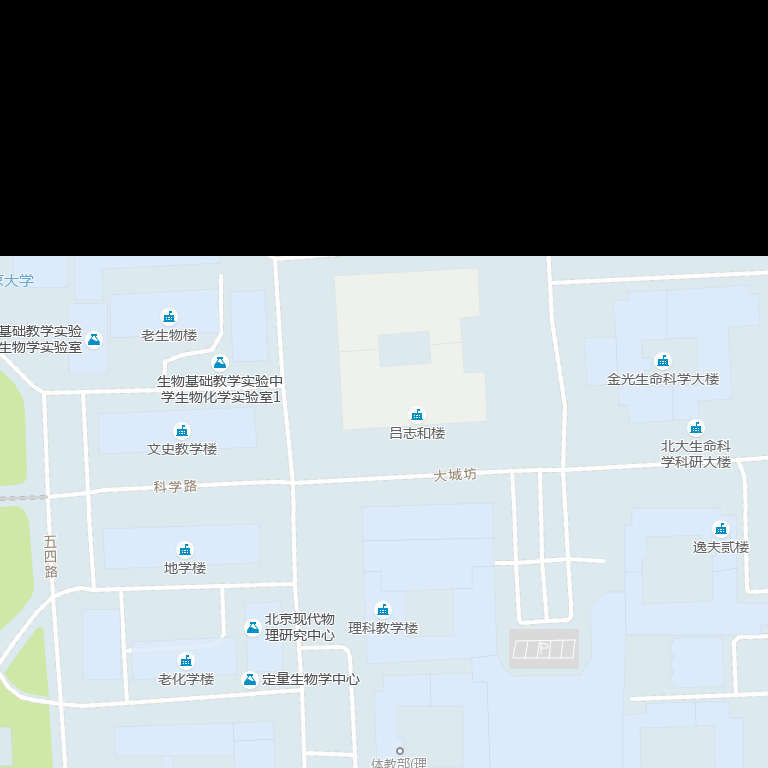 京大学
基础教学实验
生物学实验室
老生物楼
生物基础教学实验中
学生物化学实验室1
金光生命科学大楼
吕志和楼
文史教学楼
北大生命科
学科研大楼
大城坊
科学路
五四路
逸夫贰楼
地学楼
北京现代物
理研究中心
理科教学楼
P
老化学楼
定量生物学中心
体教部(理